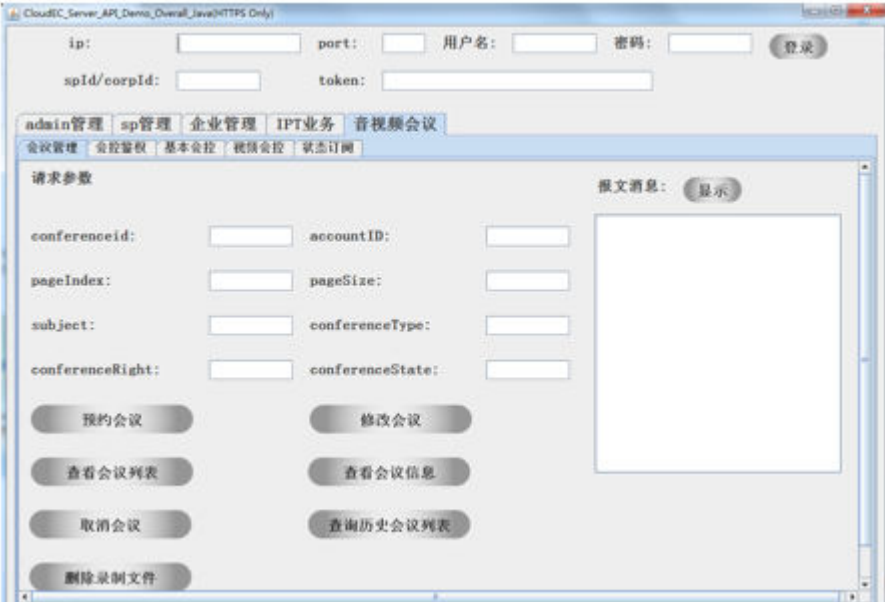 CloudEC_Server_API_Demo_Overall_Java(HTTPS Only)
ip: port: 用户名: 密码: 登录
spId/corpId: token:
admin管理 sp管理 企业管理 IPT业务 音视频会议
会议管理 会控鉴权 基本会控 视频会控 状态订阅
请求参数 报文消息: 显示
conferenceid: accountID:
pageIndex: pageSize:
subject: conferenceType:
conferenceRight: conferenceState:
预约会议 修改会议
查看会议列表 查看会议信息
取消会议 查询历史会议列表
删除录制文件